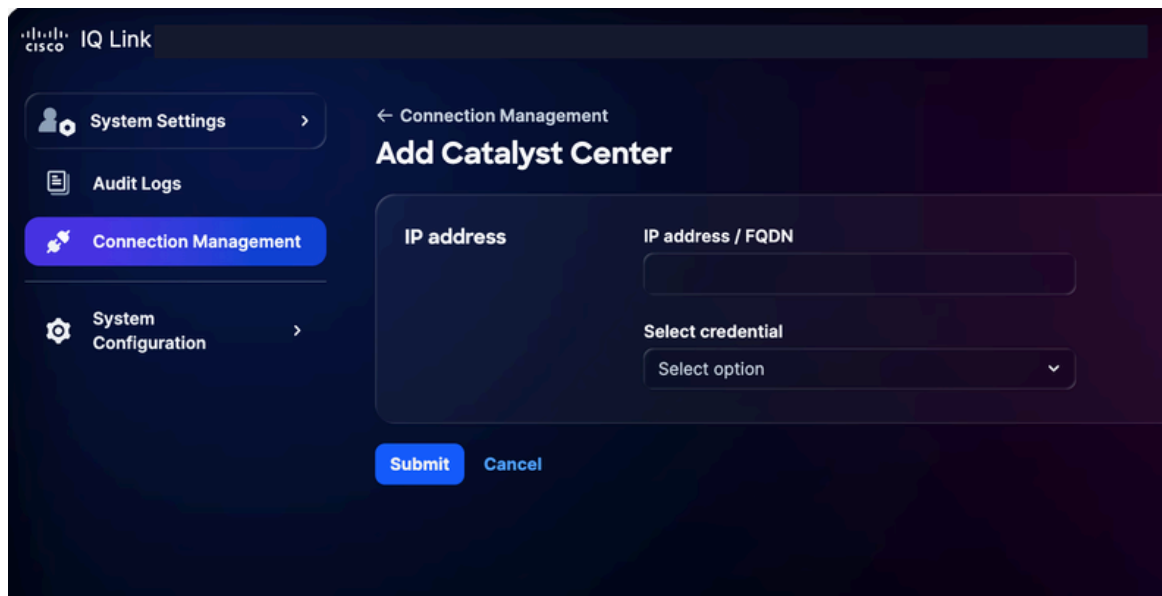 cisco IQ Link
System Settings
Audit Logs
Connection Management
System
Configuration
← Connection Management
Add Catalyst Center
IP address
IP address / FQDN
Select credential
Select option
Submit Cancel